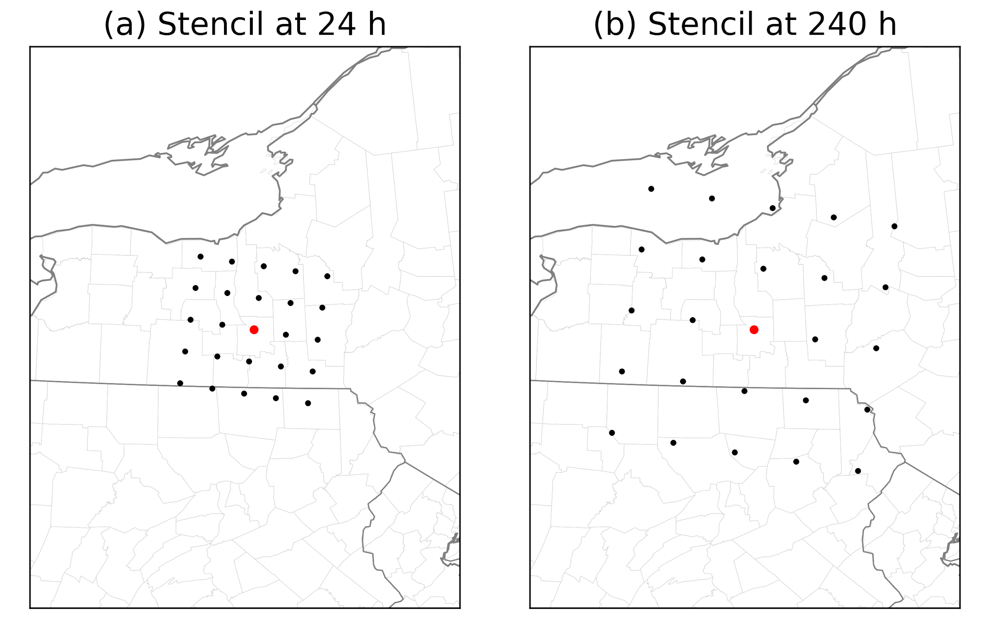 (a) Stencil at 24 h
(b) Stencil at 240 h